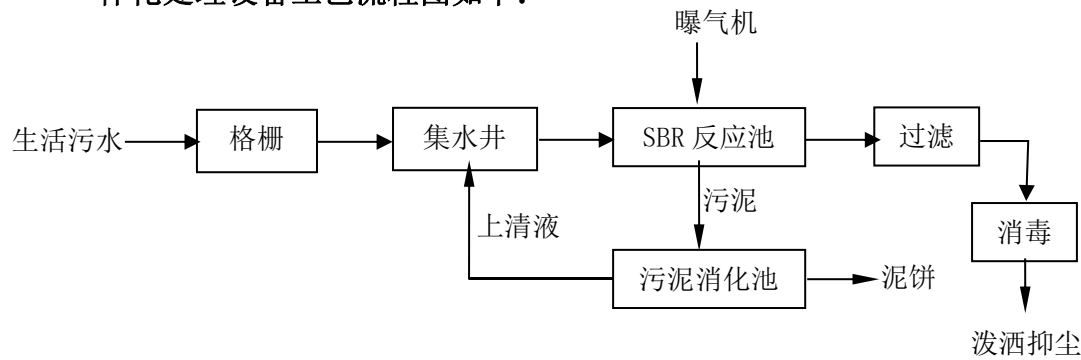 曝气机
生活污水
格栅
集水井
SBR 反应池
过滤
污泥
上清液
消毒
污泥消化池
泥饼
泼洒抑尘